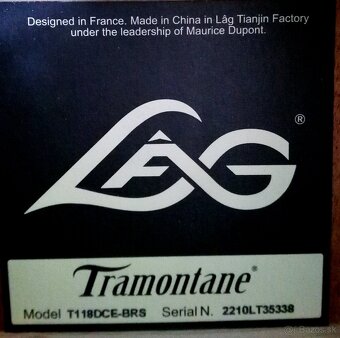 Designed in France. Made in China in Lâg Tianjin Factory
under the leadership of Maurice Dupont.
LÂG ®
Tramontane®
Model T118DCE-BRS Serial N. 2210LT35338
Bazos.sk